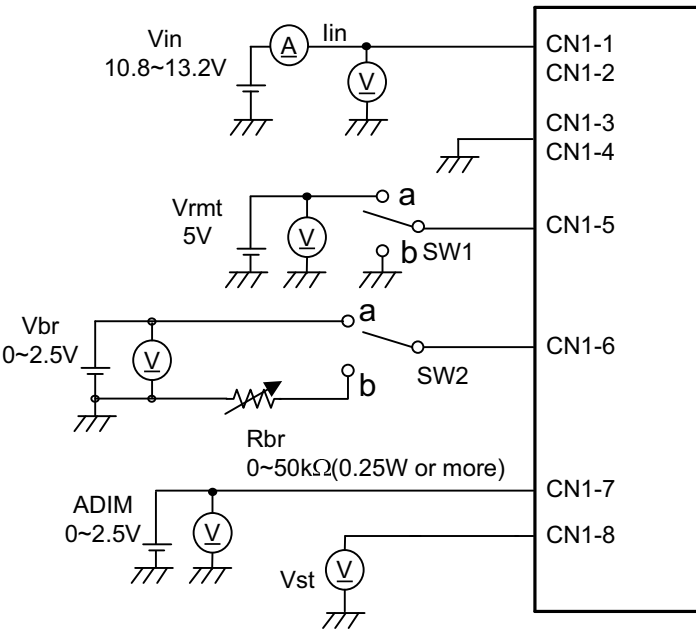 Vin
10.8~13.2V
A
Iin
V
CN1-1
CN1-2
CN1-3
CN1-4
Vrmt
5V
V
a
b SW1
CN1-5
Vbr
0~2.5V
V
a
b
SW2
CN1-6
Rbr
0~50kΩ(0.25W or more)
ADIM
0~2.5V
V
CN1-7
CN1-8
Vst
V